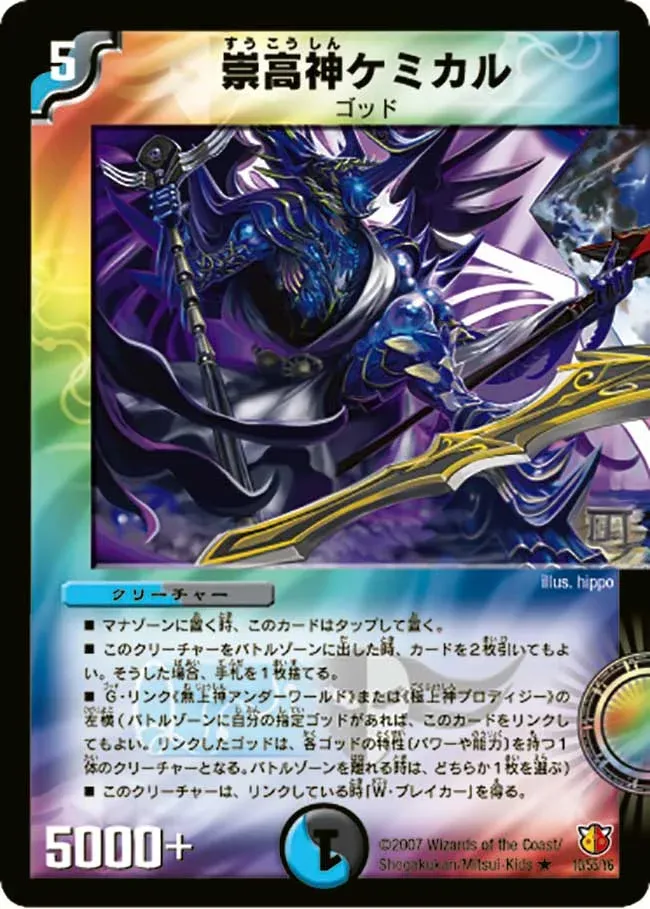 5
すうこうしん
崇高神ケミカル
ゴッド
illus. hippo
クリーチャー
■ マナゾーンに置く時、このカードはタップして置く。
■ このクリーチャーをバトルゾーンに出した時、カードを2枚引いてもよ
い。そうした場合、手札を1枚捨てる。
■ G・リンク《無上神アンダーワールド》または《極上神プロディジー》の
左横(バトルゾーンに自分の指定ゴッドがあれば、このカードをリンクし
てもよい。リンクしたゴッドは、各ゴッドの特性(パワーや能力)を持つ1
体のクリーチャーとなる。バトルゾーンを離れる時は、どちらか1枚を選ぶ)
■ このクリーチャーは、リンクしている時「W・ブレイカー」を得る。
5000+
1
©2007 Wizards of the Coast/
Shogakukan/Mitsui-Kids ★
10/55/Y6